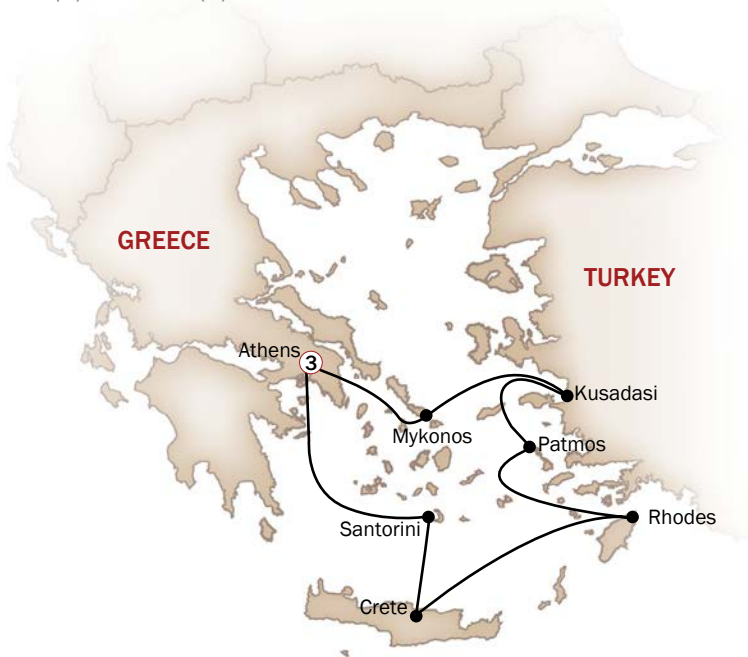 GREECE
TURKEY
Athens
3
Kusadasi
Mykonos
Patmos
Rhodes
Santorini
Crete